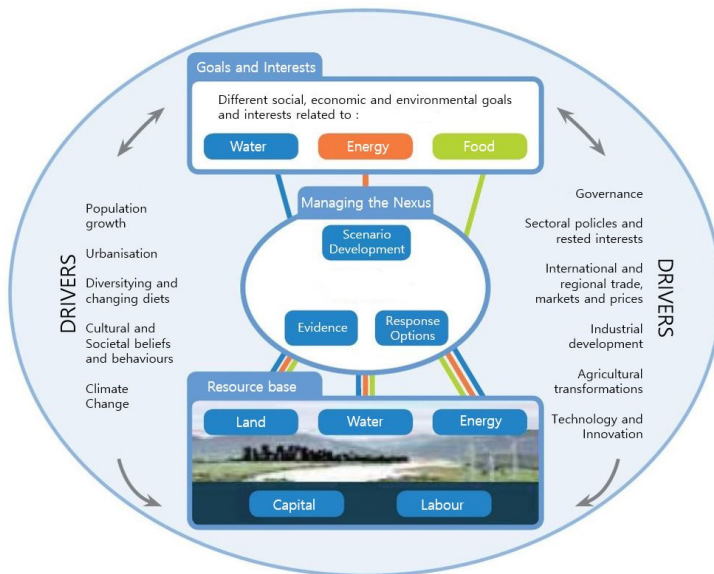 Goals and Interests
Different social, economic and environmental goals
and interests related to :
Water
Energy
Food
Managing the Nexus
Scenario
Development
Evidence
Response
Options
Resource base
Land
Water
Energy
Capital
Labour
DRIVERS
Population
growth
Urbanisation
Diversitying and
changing diets
Cultural and
Societal beliefs
and behaviours
Climate
Change
Governance
Sectoral policies and
rested interests
International and
regional trade,
markets and prices
Industrial
development
Agricultural
transformations
Technology and
Innovation
DRIVERS